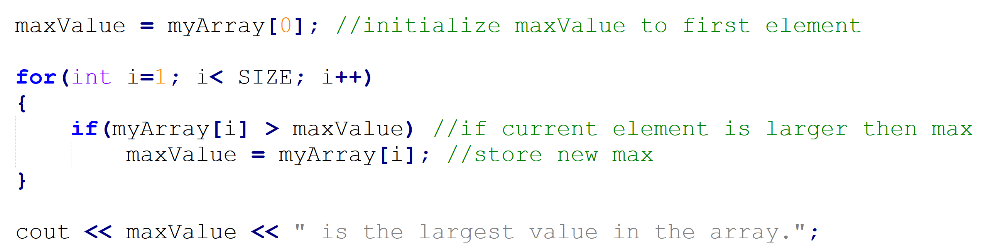 maxValue = myArray[0]; //initialize maxValue to first element
for(int i=1; i< SIZE; i++)
{
    if(myArray[i] > maxValue) //if current element is larger then max
        maxValue = myArray[i]; //store new max
}
cout << maxValue << " is the largest value in the array.";